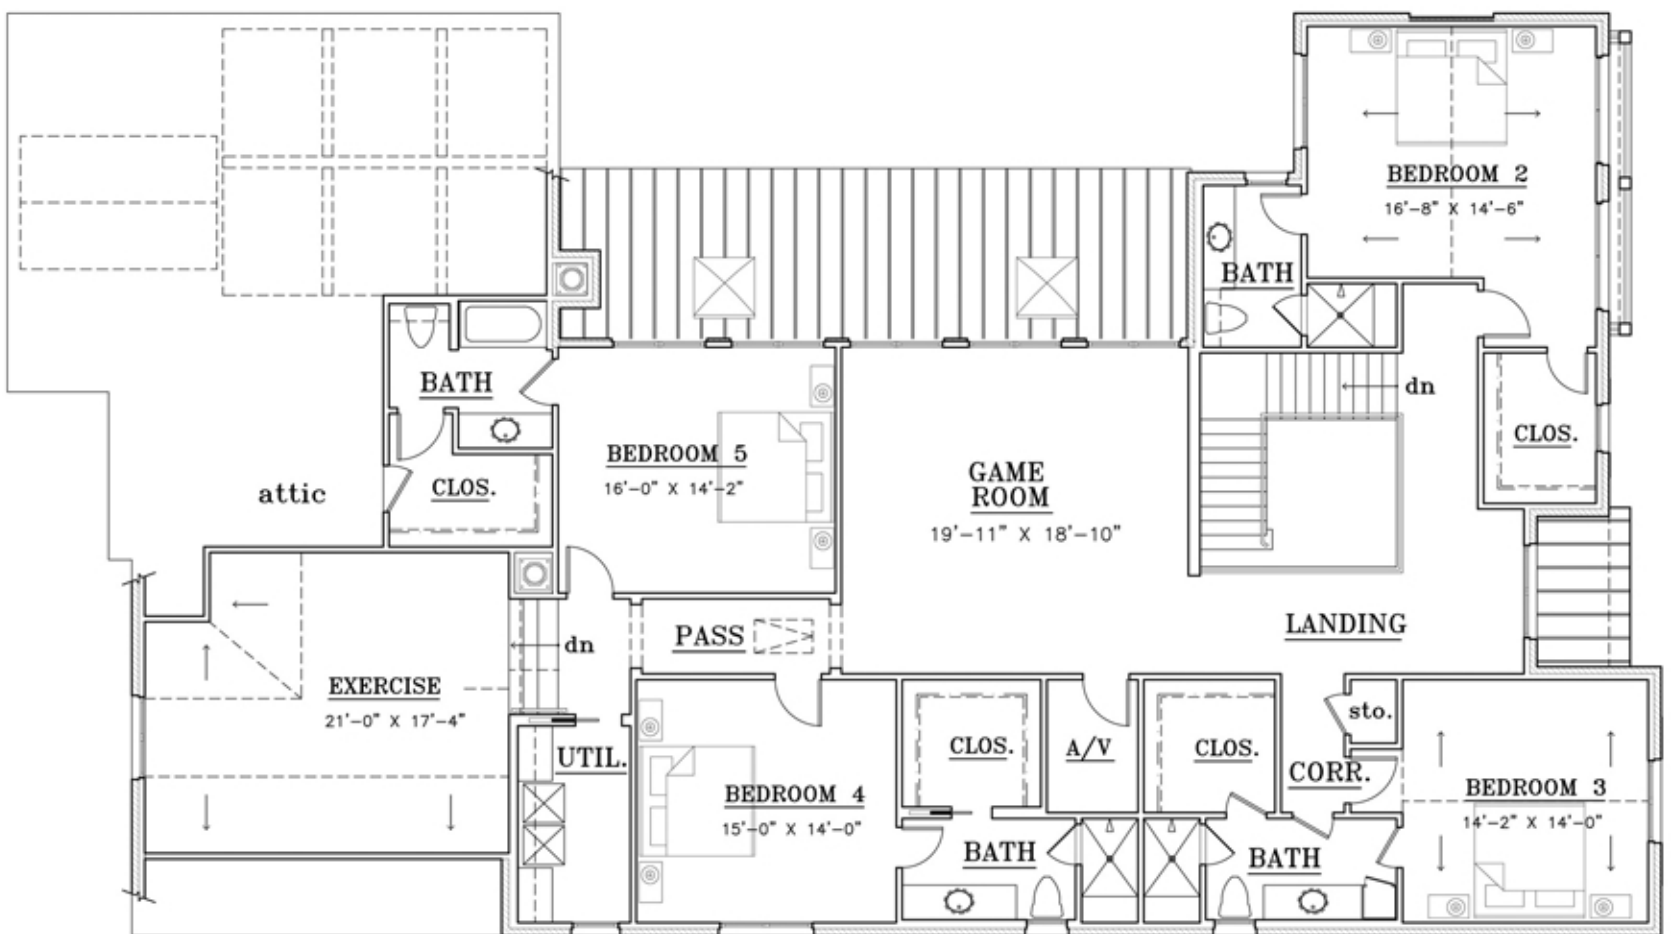 BEDROOM 2
16'-8" X 14'-6"
BATH
BATH
dn
CLOS.
BEDROOM 5
16'-0" X 14'-2"
GAME
ROOM
19'-11" X 18'-10"
attic
CLOS.
LANDING
PASS
dn
EXERCISE
21'-0" X 17'-4"
sto.
UTIL.
CLOS.
A/V
CLOS.
CORR.
BEDROOM 4
15'-0" X 14'-0"
BEDROOM 3
14'-2" X 14'-0"
BATH
BATH